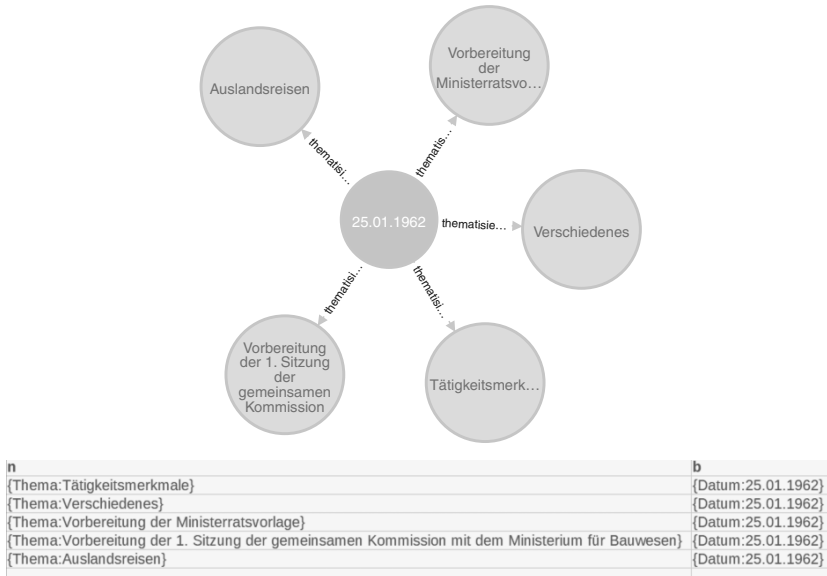 Auslandsreisen
Vorbereitung
der
Ministerratsvo…
thematisi…
thematis…
25.01.1962
thematisie…
Verschiedenes
thematisi…
thematisi…
Vorbereitung
der 1. Sitzung
der
gemeinsamen
Kommission
Tätigkeitsmerk…
n b
{Thema:Tätigkeitsmerkmale} {Datum:25.01.1962}
{Thema:Verschiedenes} {Datum:25.01.1962}
{Thema:Vorbereitung der Ministerratsvorlage} {Datum:25.01.1962}
{Thema:Vorbereitung der 1. Sitzung der gemeinsamen Kommission mit dem Ministerium für Bauwesen} {Datum:25.01.1962}
{Thema:Auslandsreisen} {Datum:25.01.1962}